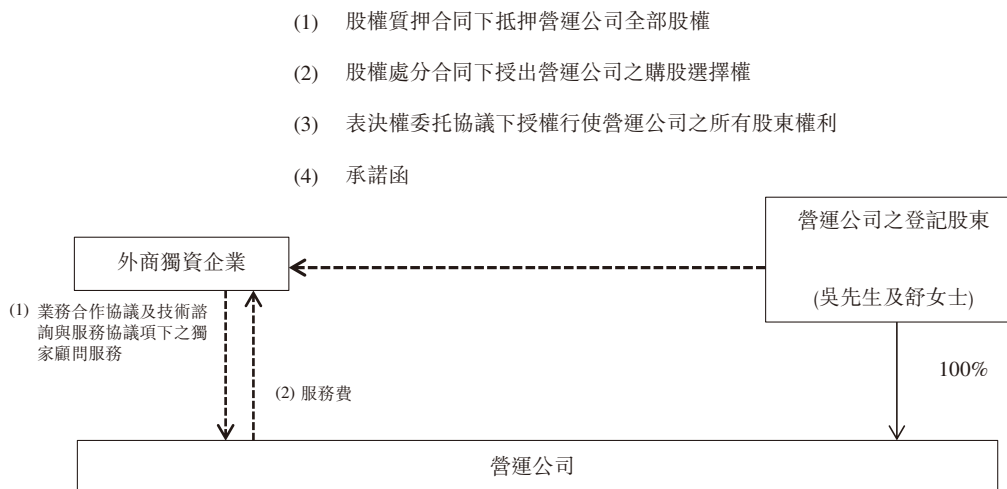 (1) 股權質押合同下抵押營運公司全部股權
(2) 股權處分合同下授出營運公司之購股選擇權
(3) 表決權委托協議下授權行使營運公司之所有股東權利
(4) 承諾函
營運公司之登記股東
(吳先生及舒女士)
外商獨資企業
(1) 業務合作協議及技術諮
詢與服務協議項下之獨
家顧問服務
(2) 服務費
100%
營運公司